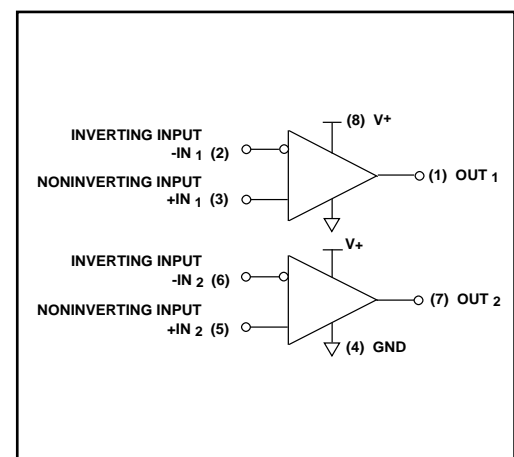 (8) V+
INVERTING INPUT
-IN 1 (2)
NONINVERTING INPUT
+IN 1 (3)
(1) OUT 1
V+
INVERTING INPUT
-IN 2 (6)
NONINVERTING INPUT
+IN 2 (5)
(7) OUT 2
(4) GND